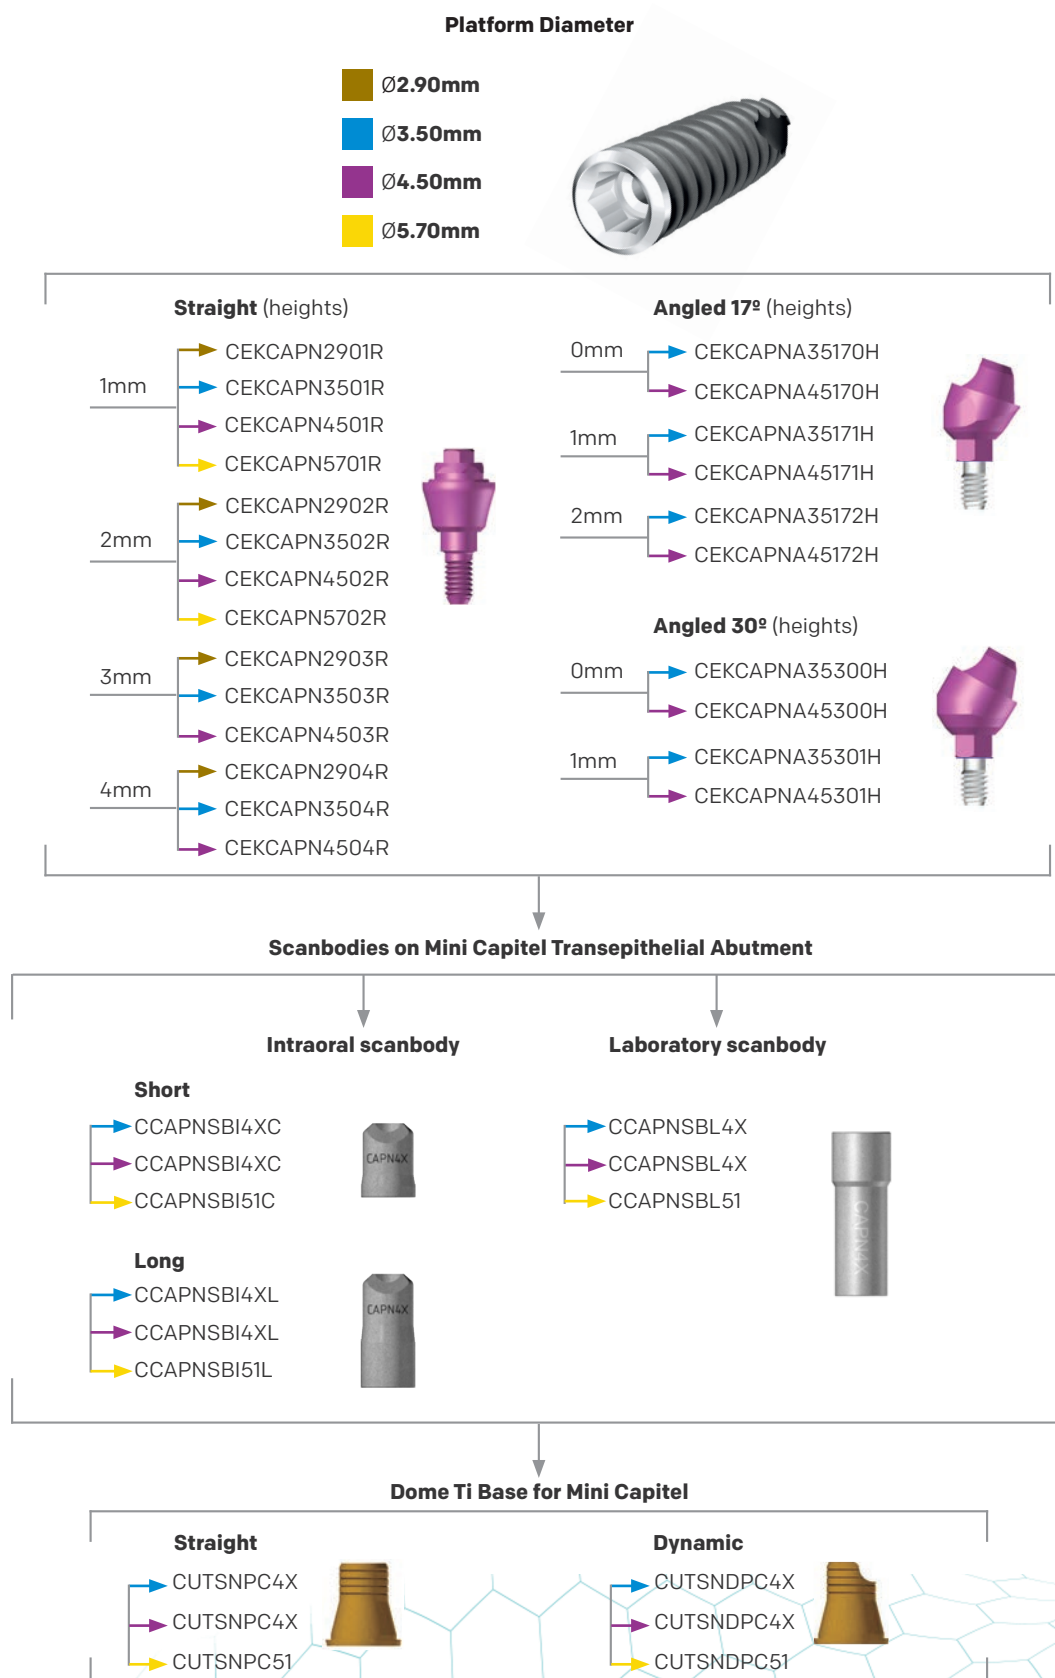 Platform Diameter
Ø2.90mm
Ø3.50mm
Ø4.50mm
Ø5.70mm
Straight (heights)
1mm
CEKCAPN2901R
CEKCAPN3501R
CEKCAPN4501R
CEKCAPN5701R
2mm
CEKCAPN2902R
CEKCAPN3502R
CEKCAPN4502R
CEKCAPN5702R
3mm
CEKCAPN2903R
CEKCAPN3503R
CEKCAPN4503R
4mm
CEKCAPN2904R
CEKCAPN3504R
CEKCAPN4504R
Angled 17º (heights)
0mm
CEKCAPNA35170H
CEKCAPNA45170H
1mm
CEKCAPNA35171H
CEKCAPNA45171H
2mm
CEKCAPNA35172H
CEKCAPNA45172H
Angled 30º (heights)
0mm
CEKCAPNA35300H
CEKCAPNA45300H
1mm
CEKCAPNA35301H
CEKCAPNA45301H
Scanbodies on Mini Capitel Transepithelial Abutment
Intraoral scanbody
Short
CCAPNSBI4XC
CCAPNSBI4XC
CCAPNSBI51C
CAPN4X
Long
CCAPNSBI4XL
CCAPNSBI4XL
CCAPNSBI51L
CAPN4X
Laboratory scanbody
CCAPNSBL4X
CCAPNSBL4X
CCAPNSBL51
CAPN4X
Dome Ti Base for Mini Capitel
Straight
CUTSNPC4X
CUTSNPC4X
CUTSNPC51
Dynamic
CUTSNDPC4X
CUTSNDPC4X
CUTSNDPC51